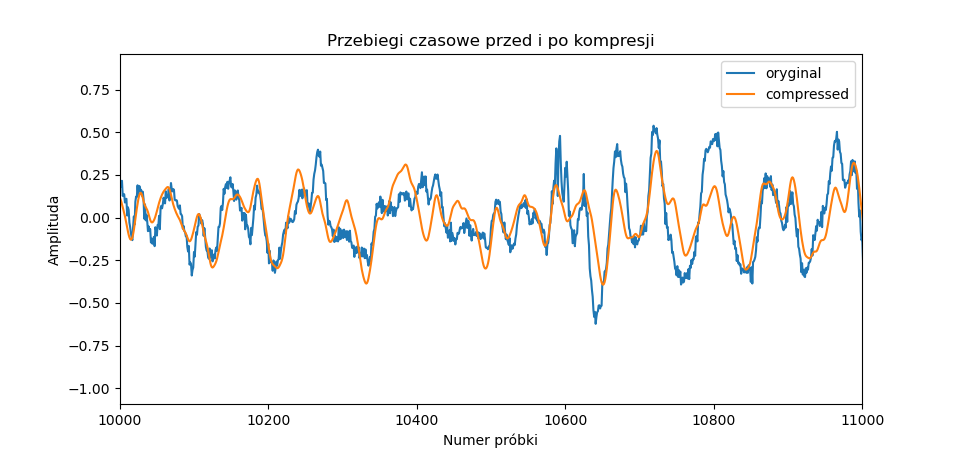 Przebiegi czasowe przed i po kompresji
oryginal
compressed
Amplituda
0.75
0.50
0.25
0.00
−0.25
−0.50
−0.75
−1.00
10000 10200 10400 10600 10800 11000
Numer próbki